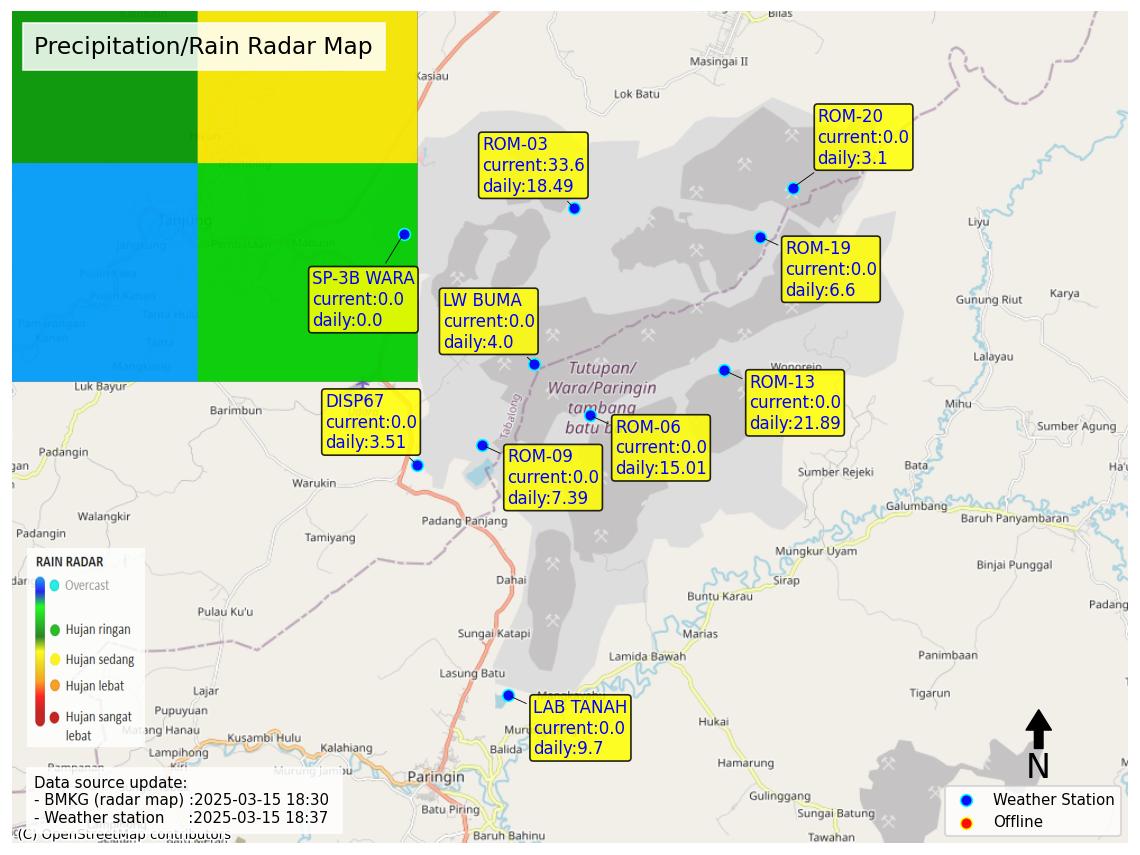 Precipitation/Rain Radar Map
Bilas
Masingai II
Kasiau
Lok Batu
ROM-20
current:0.0
daily:3.1
ROM-03
current:33.6
daily:18.49
Tanjung
Liyu
ROM-19
current:0.0
daily:6.6
SP-3B WARA
current:0.0
daily:0.0
LW BUMA
current:0.0
daily:4.0
Gunung Riut
Karya
Lalayau
Tutupan/
Wara/Paringin
tambang
batu b
Wonorejo
ROM-13
current:0.0
daily:21.89
Luk Bayur
Barimbun
DISP67
current:0.0
daily:3.51
Tabalong
ROM-06
current:0.0
daily:15.01
Mihu
Sumber Agung
ROM-09
current:0.0
daily:7.39
Sumber Rejeki
Bata
Warukin
Galumbang
Baruh Panyambaran
Walangkir
Padangin
Padang Panjang
Tamiyang
Mungkur Uyam
Binjai Punggal
RAIN RADAR
Overcast
Hujan ringan
Hujan sedang
Hujan lebat
Hujan sangat
lebat
Dahai
Sirap
Buntu Karau
Padang
Pulau Ku'u
Sungai Katapi
Marias
Lamida Bawah
Panimbaan
Lasung Batu
Lajar
Tigarun
Pupuyuan
Matang Hanau
LAB TANAH
current:0.0
daily:9.7
Hukai
Kusambi Hulu
Lampihong
Kalahiang
Balida
Hamarung
Murung Jambu
Paringin
N
Data source update:
- BMKG (radar map) :2025-03-15 18:30
- Weather station :2025-03-15 18:37
Gulinggang
Weather Station
Offline
Batu Piring
Sungai Batung
(C) OpenStreetMap contributors
Baruh Bahinu
Tawahan